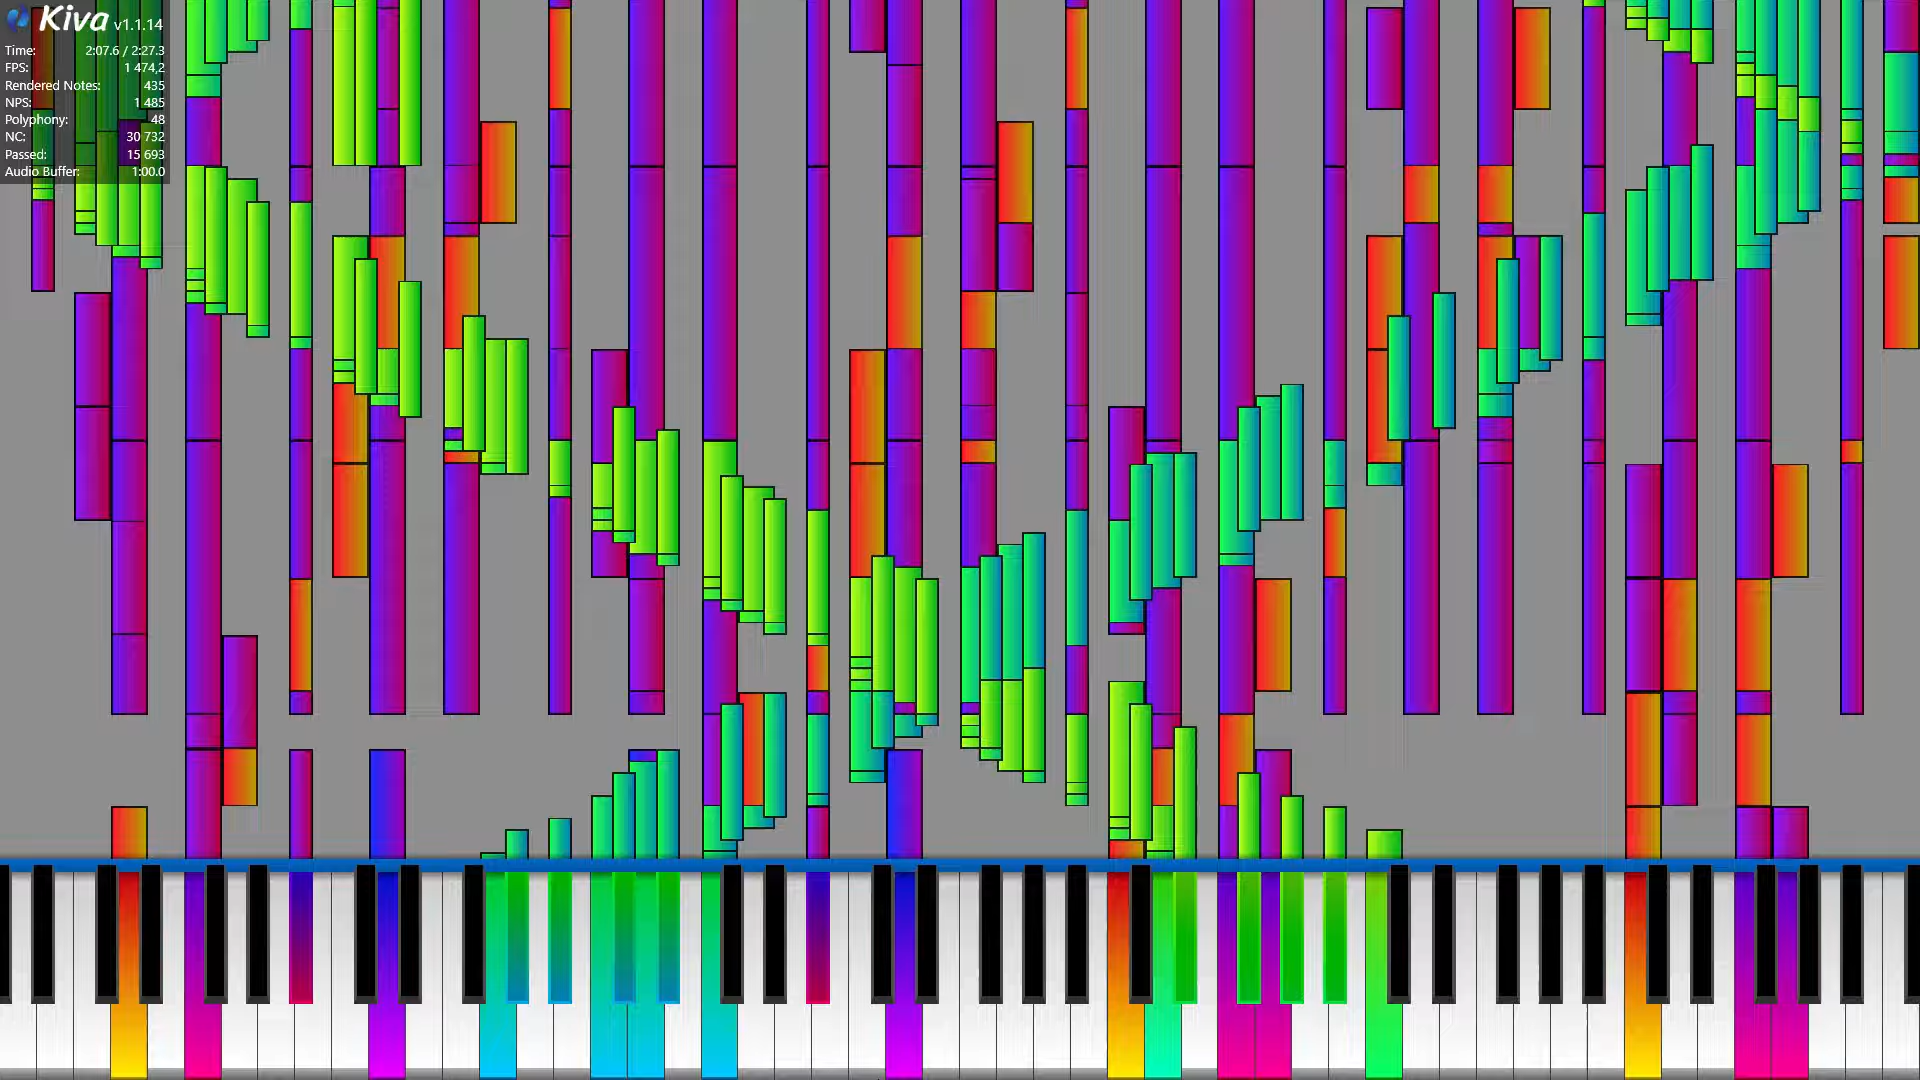 Kiva v1.1.14
Time: 2:07.6 / 2:27.3
FPS: 1 474,2
Rendered Notes: 435
NPS: 1 485
Polyphony: 48
NC: 30 732
Passed: 15 693
Audio Buffer: 1:00.0